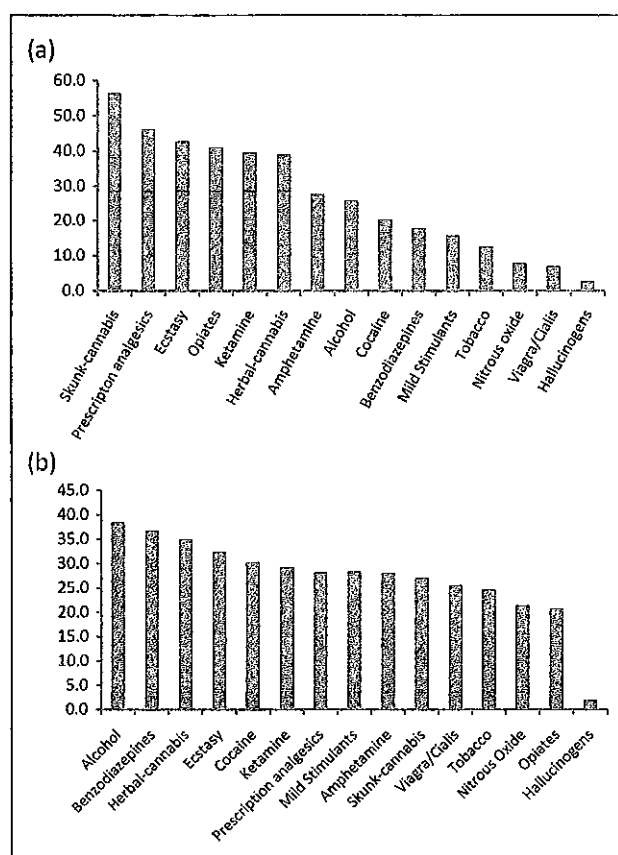 (a)
60.0
50.0
40.0
30.0
20.0
10.0
0.0
Skunk-cannabis
Prescripton analgesics
Ecstasy
Opiates
Ketamine
Herbal-cannabis
Amphetamine
Alcohol
Cocaine
Benzodiazepines
Mild Stimulants
Tobacco
Nitrous oxide
Viagra/Cialis
Hallucinogens
(b)
45.0
40.0
35.0
30.0
25.0
20.0
15.0
10.0
5.0
0.0
Alcohol
Benzodiazepines
Herbal-cannabis
Ecstasy
Cocaine
Ketamine
Prescription analgesics
Mild Stimulants
Amphetamine
Skunk-cannabis
Viagra/Cialis
Tobacco
Nitrous Oxide
Opiates
Hallucinogens